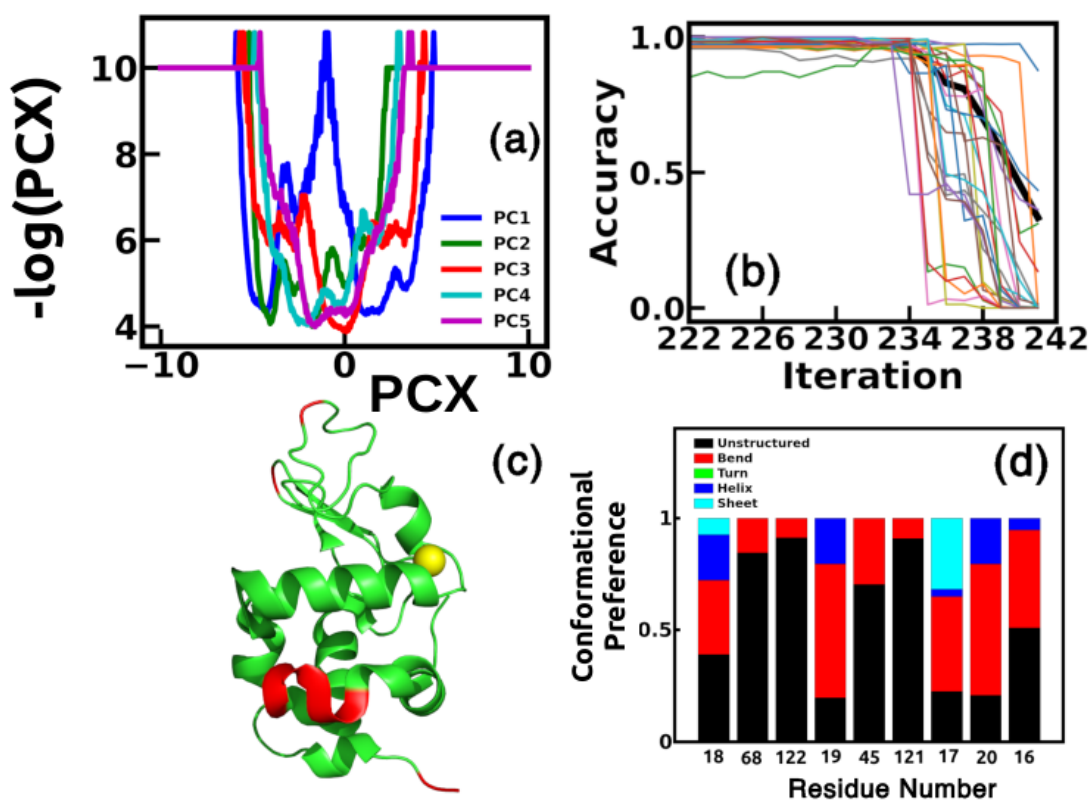 -log(PCX)
10
8
6
4
(a)
PC1
PC2
PC3
PC4
PC5
−10
0
10
PCX
Accuracy
1.0
0.5
0.0
(b)
222 226 230 234 238 242
Iteration
(c)
Conformational
Preference
Unstructured
Bend
Turn
Helix
Sheet
(d)
1
0.5
0
18 68 122 19 45 121 17 20 16
Residue Number